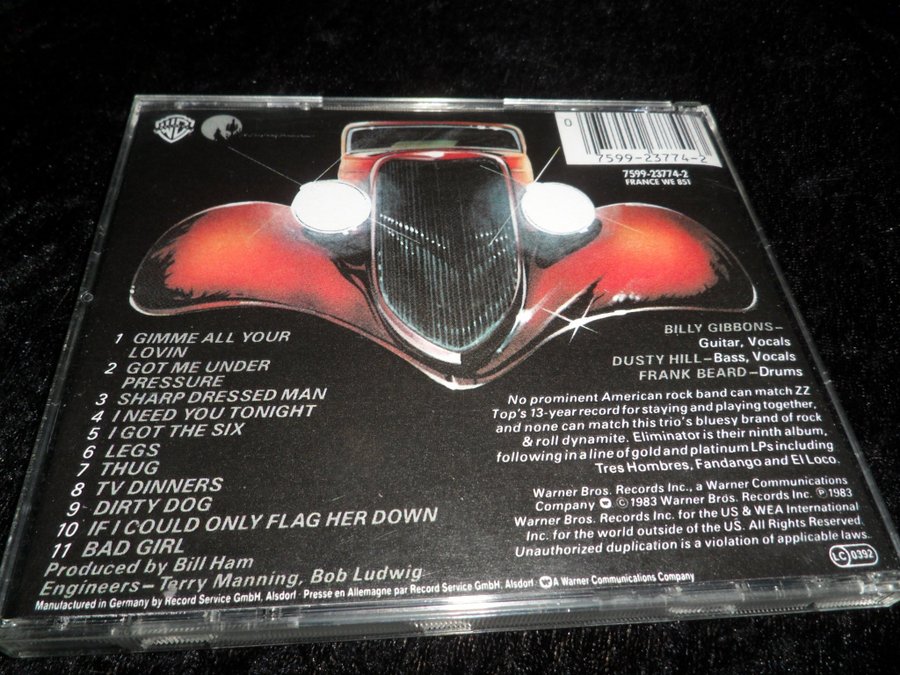 0
7599-23774-2
7599-23774-2
FRANCE WE 851
1 GIMME ALL YOUR
LOVIN
2 GOT ME UNDER
PRESSURE
3 SHARP DRESSED MAN
4 I NEED YOU TONIGHT
5 I GOT THE SIX
6 LEGS
7 THUG
8 TV DINNERS
9 DIRTY DOG
10 IF I COULD ONLY FLAG HER DOWN
11 BAD GIRL
Produced by Bill Ham
Engineers–Terry Manning, Bob Ludwig
BILLY GIBBONS–
Guitar, Vocals
DUSTY HILL–Bass, Vocals
FRANK BEARD–Drums
No prominent American rock band can match ZZ
Top's 13-year record for staying and playing together,
and none can match this trio's bluesy brand of rock
& roll dynamite. Eliminator is their ninth album,
following in a line of gold and platinum LPs including
Tres Hombres, Fandango and El Loco.
Warner Bros. Records Inc., a Warner Communications
Company Ⓦ ©1983 Warner Bros. Records Inc. ℗1983
Warner Bros. Records Inc. for the US & WEA International
Inc. for the world outside of the US. All Rights Reserved.
Unauthorized duplication is a violation of applicable laws.
LC 0392
Manufactured in Germany by Record Service GmbH, Alsdorf · Presse en Allemagne par Record Service GmbH, Alsdorf · Ⓦ A Warner Communications Company